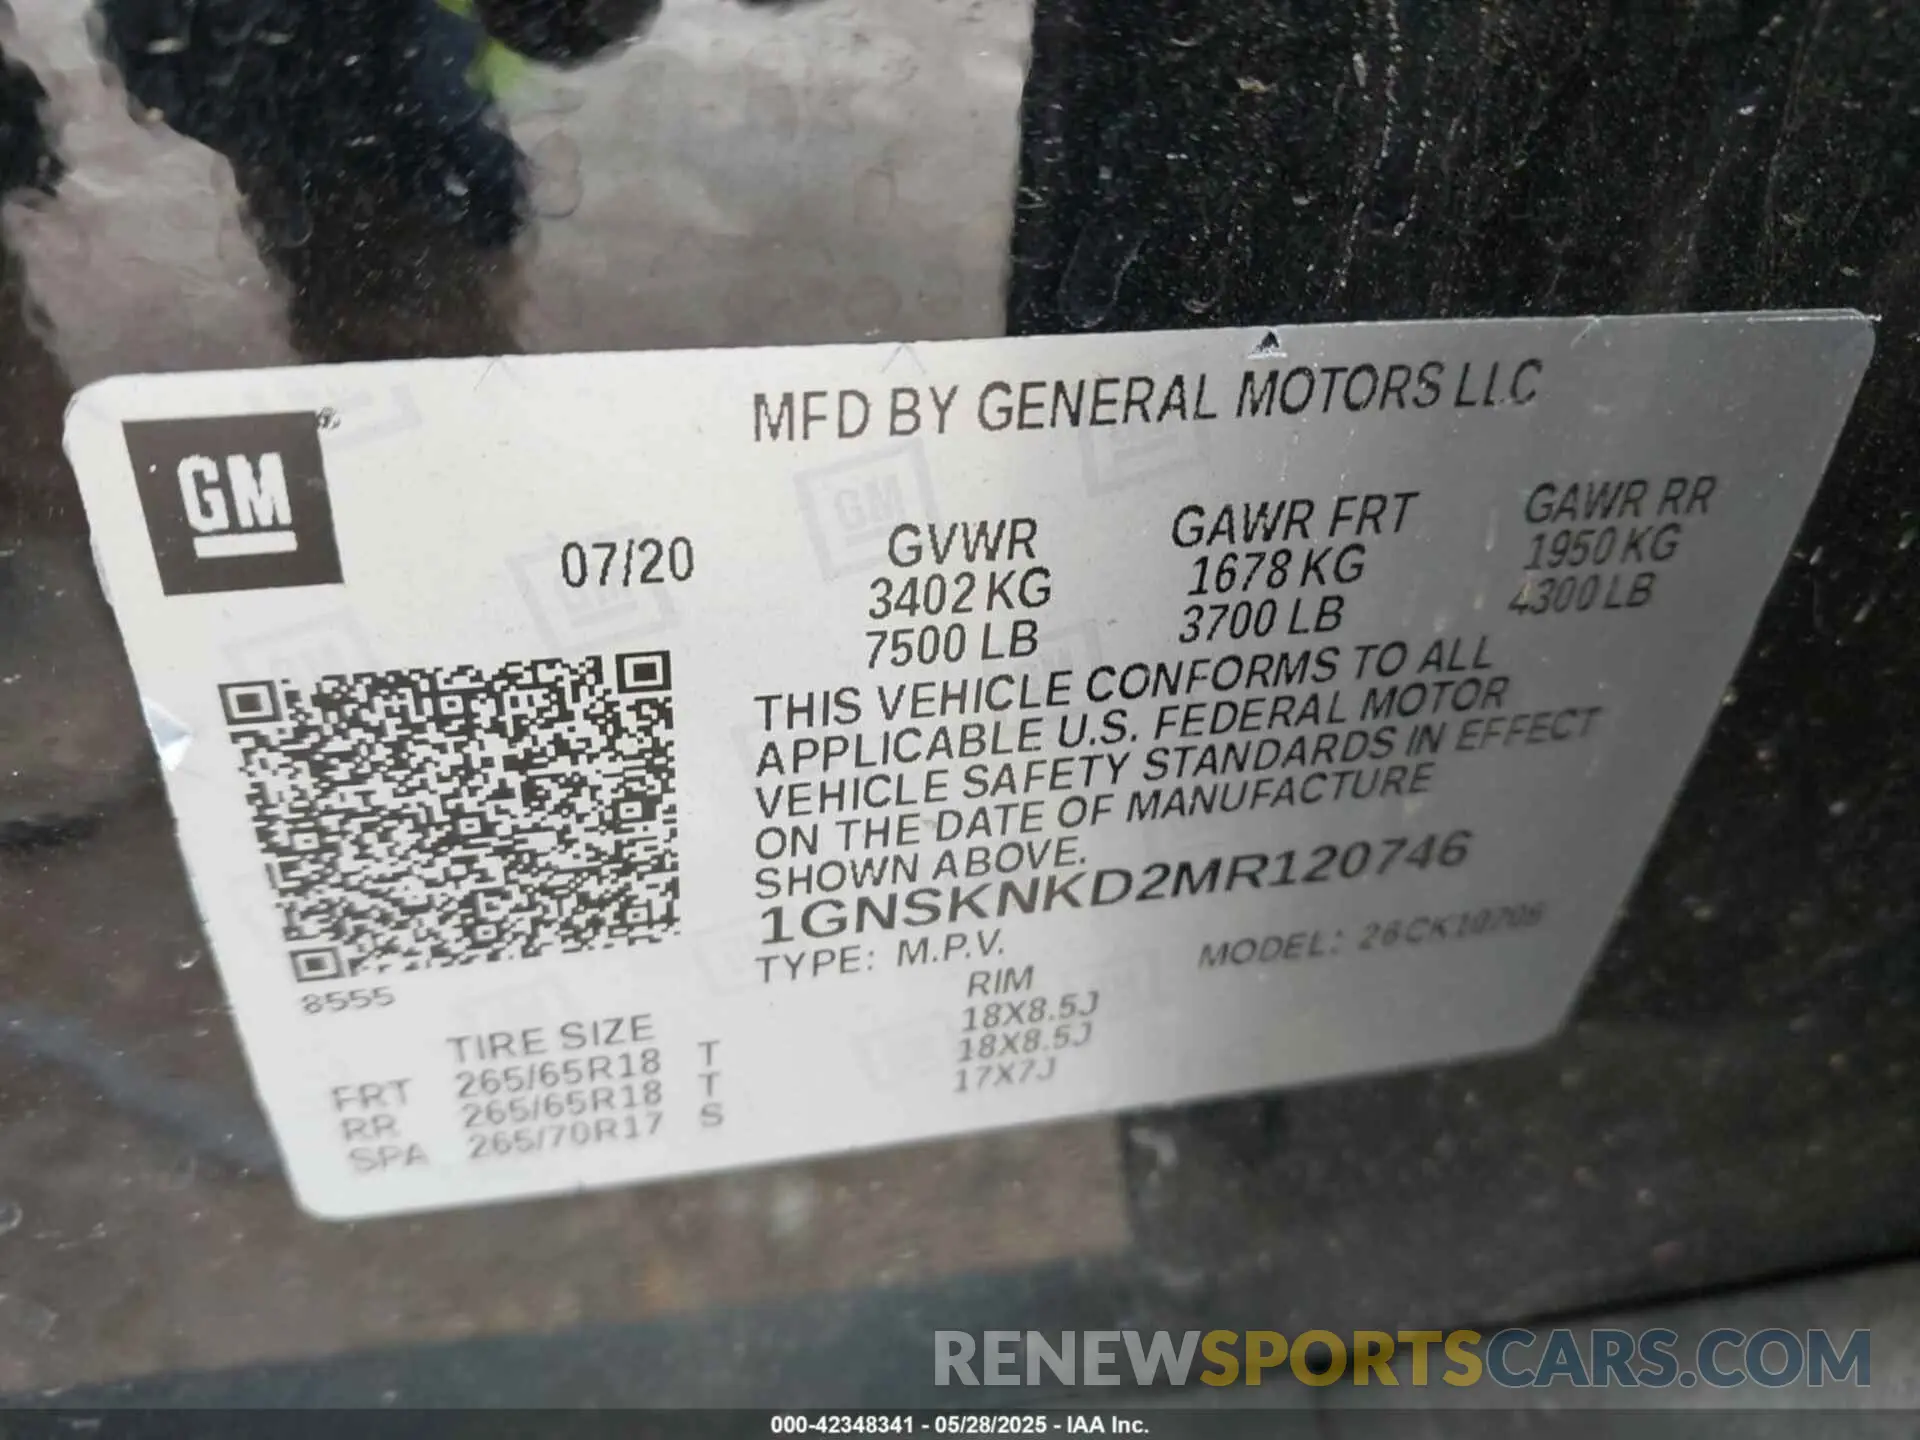 GM®
MFD BY GENERAL MOTORS LLC
07/20
GVWR
3402 KG
7500 LB
GAWR FRT
1678 KG
3700 LB
GAWR RR
1950 KG
4300 LB
THIS VEHICLE CONFORMS TO ALL
APPLICABLE U.S. FEDERAL MOTOR
VEHICLE SAFETY STANDARDS IN EFFECT
ON THE DATE OF MANUFACTURE
SHOWN ABOVE.
1GNSKNKD2MR120746
TYPE: M.P.V.
MODEL: 26CK10706
8555
TIRE SIZE
RIM
FRT 265/65R18 T 18X8.5J
RR 265/65R18 T 18X8.5J
SPA 265/70R17 S 17X7J
RENEWSPORTSCARS.COM
000-42348341 - 05/28/2025 - IAA Inc.